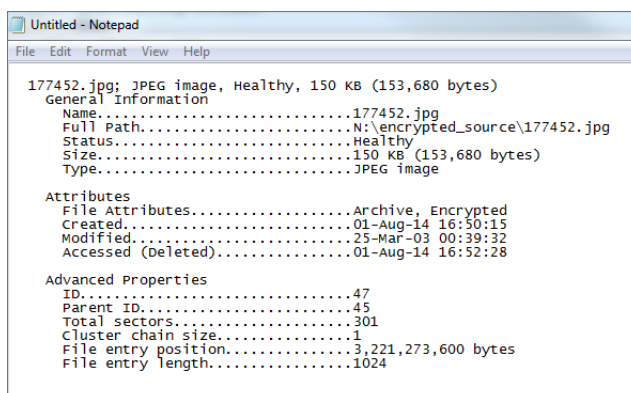 Untitled - Notepad
File Edit Format View Help
177452.jpg; JPEG image, Healthy, 150 KB (153,680 bytes)
General Information
Name.............................177452.jpg
Full Path........................N:\encrypted_source\177452.jpg
Status...........................Healthy
Size.............................150 KB (153,680 bytes)
Type.............................JPEG image
Attributes
File Attributes..................Archive, Encrypted
Created..........................01-Aug-14 16:50:15
Modified.........................25-Mar-03 00:39:32
Accessed (Deleted)...............01-Aug-14 16:52:28
Advanced Properties
ID...............................47
Parent ID........................45
Total sectors....................301
Cluster chain size...............1
File entry position..............3,221,273,600 bytes
File entry length................1024